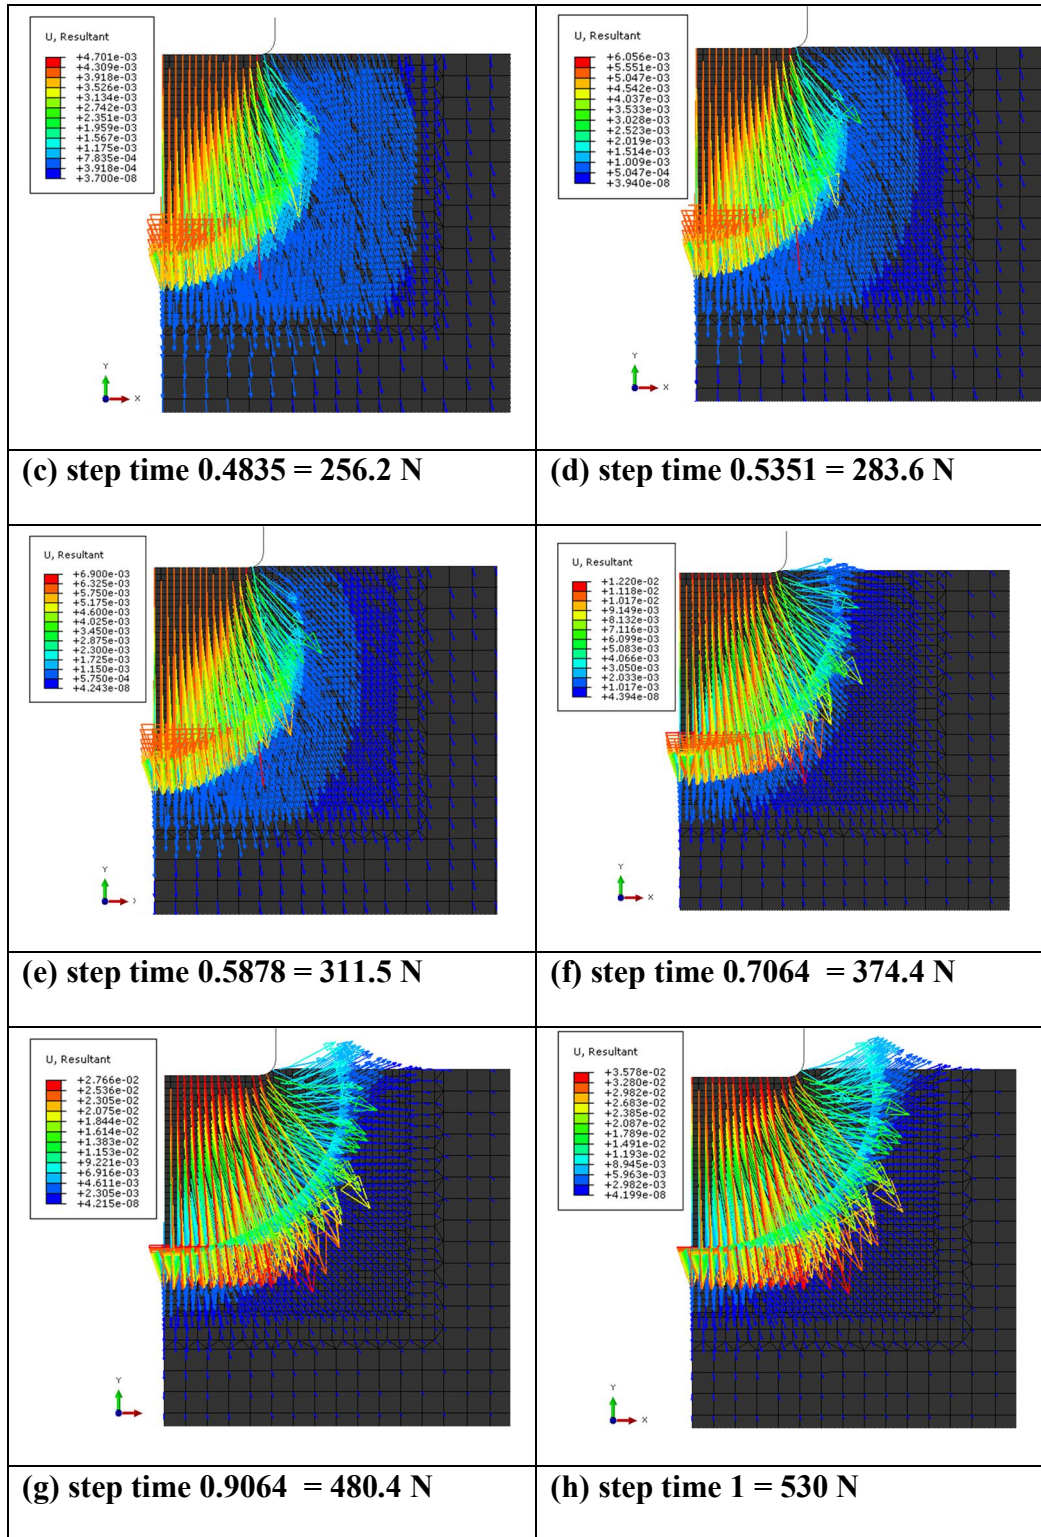 U, Resultant
+4.701e-03
+4.309e-03
+3.918e-03
+3.526e-03
+3.134e-03
+2.742e-03
+2.351e-03
+1.959e-03
+1.567e-03
+1.175e-03
+7.835e-04
+3.918e-04
+3.700e-08
Y
X
U, Resultant
+6.056e-03
+5.551e-03
+5.047e-03
+4.542e-03
+4.037e-03
+3.533e-03
+3.028e-03
+2.523e-03
+2.019e-03
+1.514e-03
+1.009e-03
+5.047e-04
+3.940e-08
Y
X
(c) step time 0.4835 = 256.2 N
(d) step time 0.5351 = 283.6 N
U, Resultant
+6.900e-03
+6.325e-03
+5.750e-03
+5.175e-03
+4.600e-03
+4.025e-03
+3.450e-03
+2.875e-03
+2.300e-03
+1.725e-03
+1.150e-03
+5.750e-04
+4.243e-08
Y
U, Resultant
+1.220e-02
+1.118e-02
+1.017e-02
+9.149e-03
+8.132e-03
+7.116e-03
+6.099e-03
+5.083e-03
+4.066e-03
+3.050e-03
+2.033e-03
+1.017e-03
+4.394e-08
Y
X
(e) step time 0.5878 = 311.5 N
(f) step time 0.7064 = 374.4 N
U, Resultant
+2.766e-02
+2.536e-02
+2.305e-02
+2.075e-02
+1.844e-02
+1.614e-02
+1.383e-02
+1.153e-02
+9.221e-03
+6.916e-03
+4.611e-03
+2.305e-03
+4.215e-08
Y
U, Resultant
+3.578e-02
+3.280e-02
+2.982e-02
+2.683e-02
+2.385e-02
+2.087e-02
+1.789e-02
+1.491e-02
+1.193e-02
+8.945e-03
+5.963e-03
+2.982e-03
+4.199e-08
Y
X
(g) step time 0.9064 = 480.4 N
(h) step time 1 = 530 N